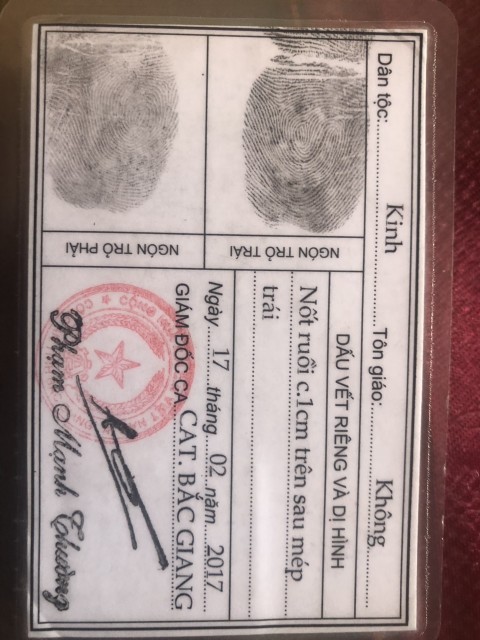 Dân tộc: Kinh Tôn giáo: Không
NGÓN TRỎ TRÁI
NGÓN TRỎ PHẢI
DẤU VẾT RIÊNG VÀ DỊ HÌNH
Nốt ruồi c.1cm trên sau mép
trái
Ngày 17 tháng 02 năm 2017
GIÁM ĐỐC CA CAT. BẮC GIANG
Phạm Mạnh Thường